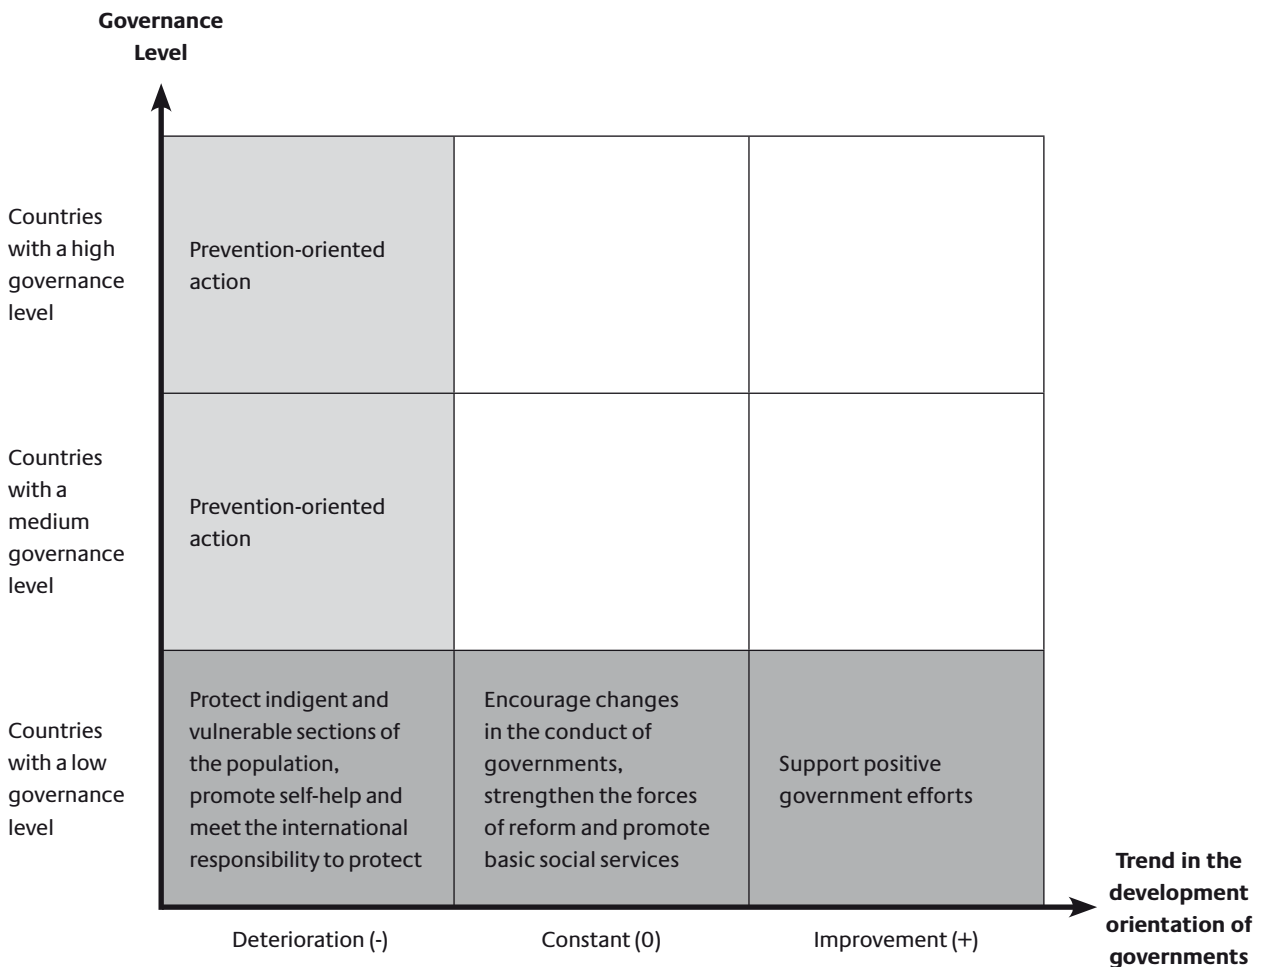 Governance
Level
Countries
with a high
governance
level
Prevention-oriented
action
Countries
with a
medium
governance
level
Prevention-oriented
action
Countries
with a low
governance
level
Protect indigent and
vulnerable sections of
the population,
promote self-help and
meet the international
responsibility to protect
Encourage changes
in the conduct of
governments,
strengthen the forces
of reform and promote
basic social services
Support positive
government efforts
Deterioration (-)
Constant (0)
Improvement (+)
Trend in the
development
orientation of
governments